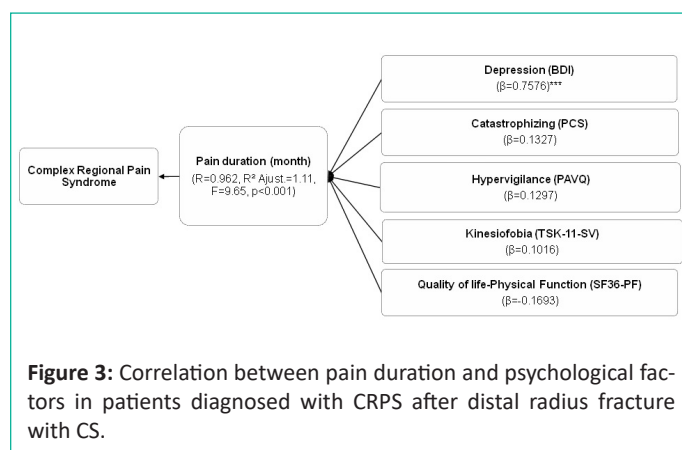 Complex Regional Pain
Syndrome
Pain duration (month)
(R=0.962, R² Ajust.=1.11,
F=9.65, p<0.001)
Depression (BDI)
(β=0.7576)***
Catastrophizing (PCS)
(β=0.1327)
Hypervigilance (PAVQ)
(β=0.1297)
Kinesiofobia (TSK-11-SV)
(β=0.1016)
Quality of life-Physical Function (SF36-PF)
(β=-0.1693)
Figure 3: Correlation between pain duration and psychological fac-
tors in patients diagnosed with CRPS after distal radius fracture
with CS.